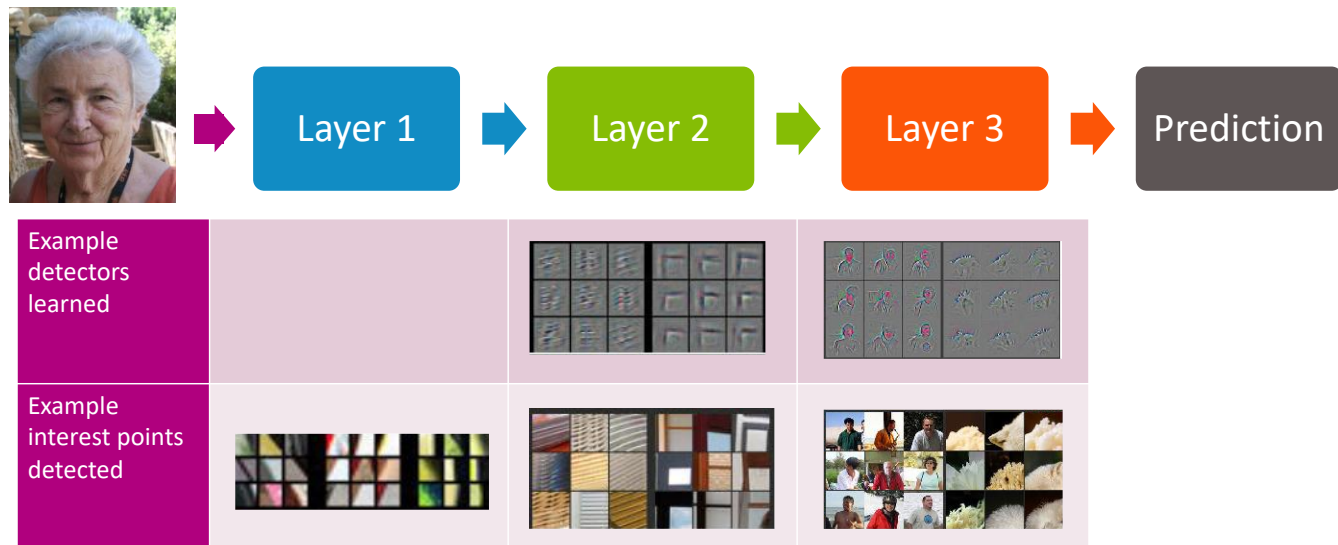 Layer 1
Layer 2
Layer 3
Prediction
Example
detectors
learned
Example
interest points
detected